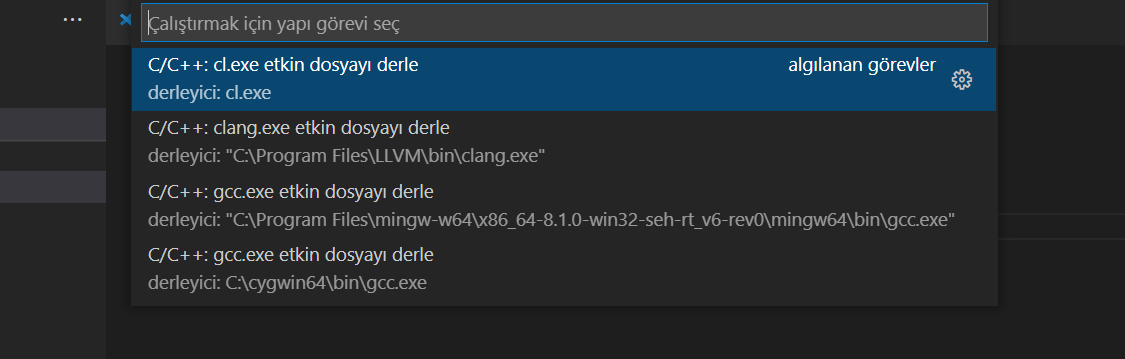 Çalıştırmak için yapı görevi seç
C/C++: cl.exe etkin dosyayı derle algılanan görevler
derleyici: cl.exe
C/C++: clang.exe etkin dosyayı derle
derleyici: "C:\Program Files\LLVM\bin\clang.exe"
C/C++: gcc.exe etkin dosyayı derle
derleyici: "C:\Program Files\mingw-w64\x86_64-8.1.0-win32-seh-rt_v6-rev0\mingw64\bin\gcc.exe"
C/C++: gcc.exe etkin dosyayı derle
derleyici: C:\cygwin64\bin\gcc.exe